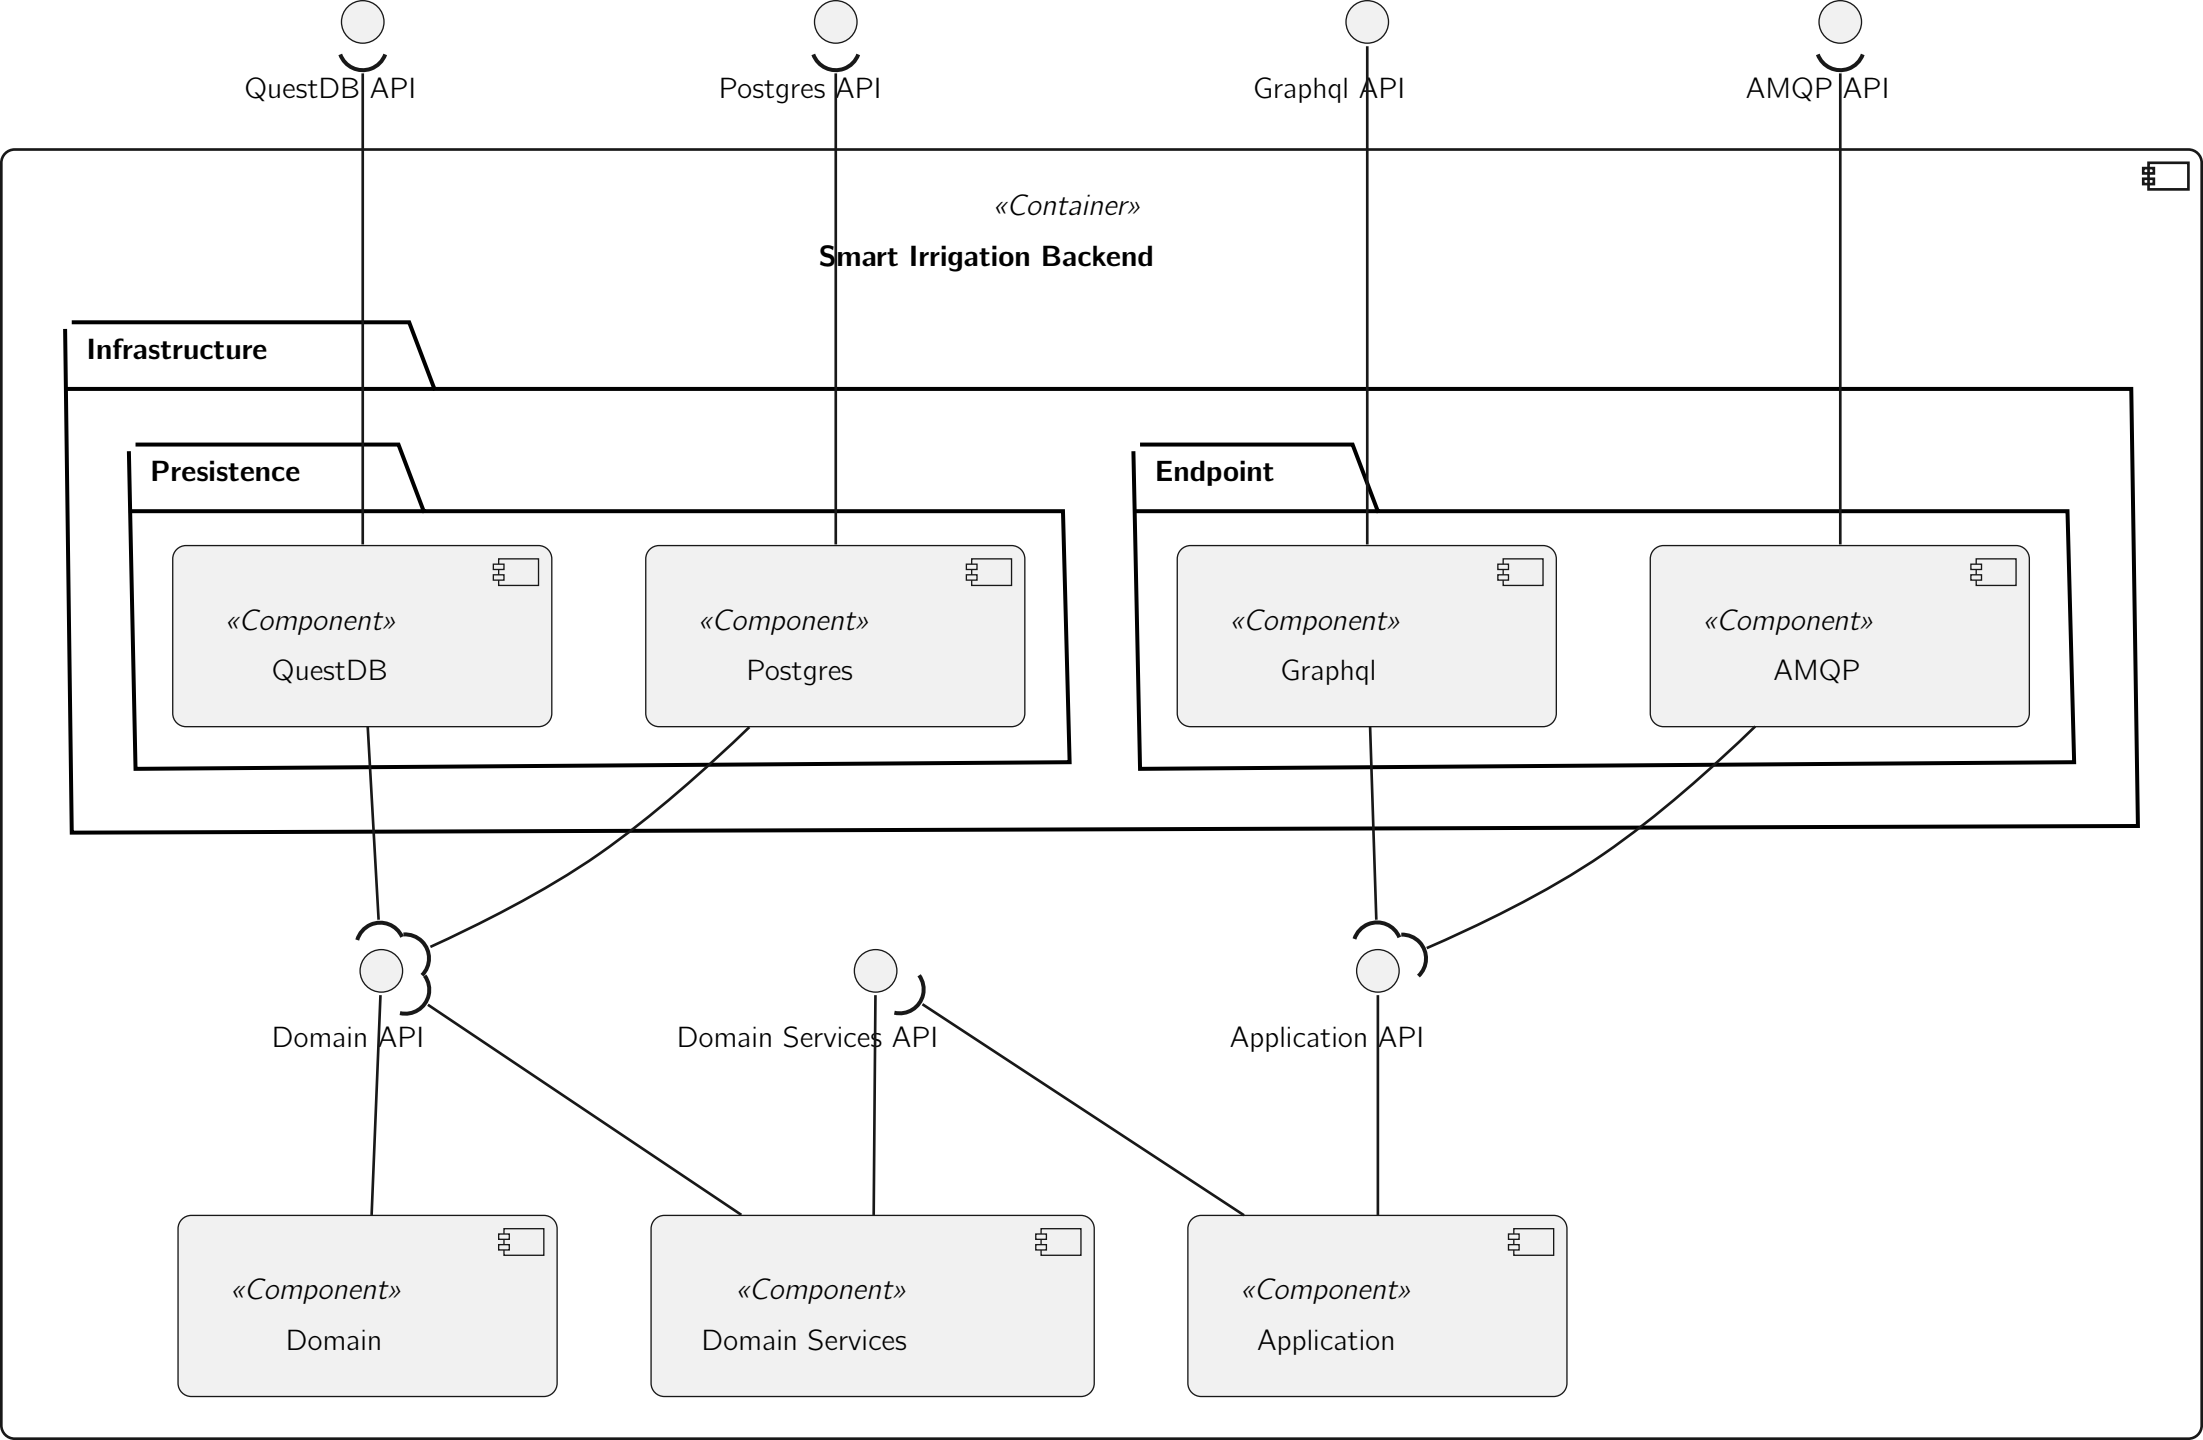 QuestDB API
Postgres API
Graphql API
AMQP API
«Container»
Smart Irrigation Backend
Infrastructure
Presistence
Endpoint
«Component»
QuestDB
«Component»
Postgres
«Component»
Graphql
«Component»
AMQP
Domain API
Domain Services API
Application API
«Component»
Domain
«Component»
Domain Services
«Component»
Application